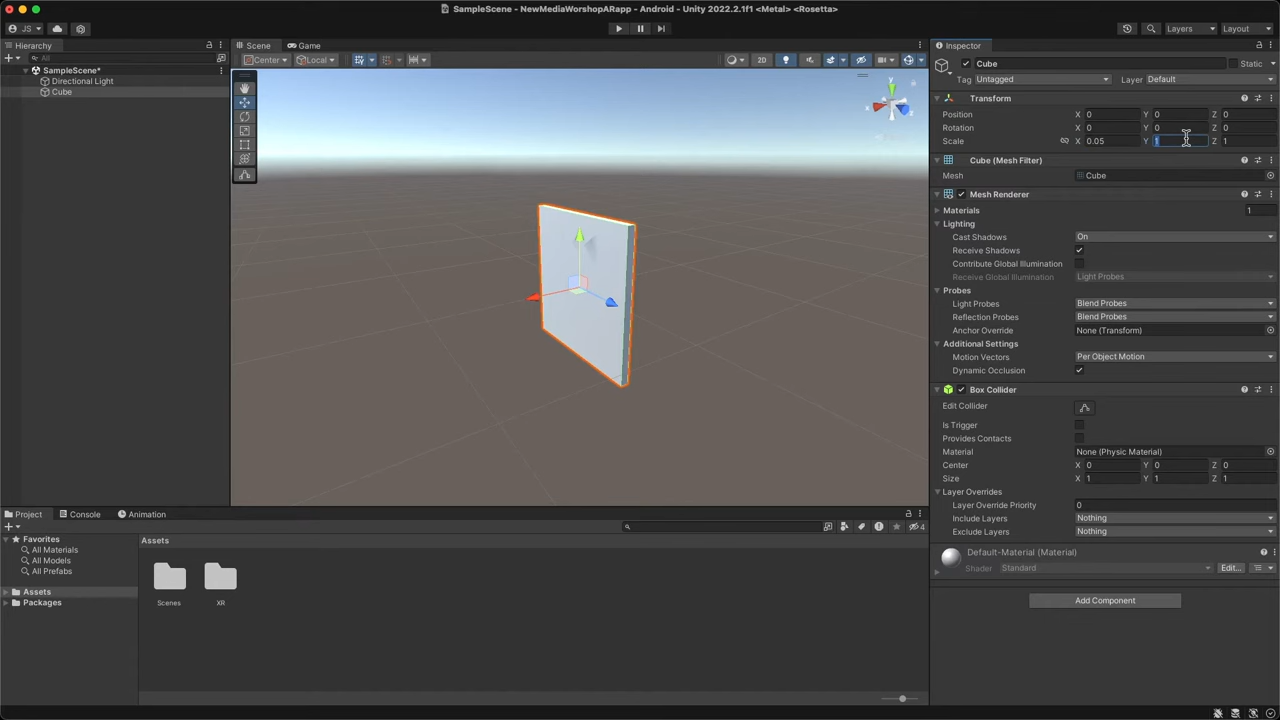 SampleScene - NewMediaWorshopARapp - Android - Unity 2022.2.1f1 <Metal> <Rosetta>
JS
Layers
Layout
Hierarchy
All
SampleScene*
Directional Light
Cube
Scene
Game
Center
Local
2D
y
x
z
Inspector
Cube
Static
Tag Untagged
Layer Default
Transform
Position X 0 Y 0 Z 0
Rotation X 0 Y 0 Z 0
Scale X 0.05 Y 1 Z 1
Cube (Mesh Filter)
Mesh Cube
Mesh Renderer
Materials 1
Lighting
Cast Shadows On
Receive Shadows
Contribute Global Illumination
Receive Global Illumination Light Probes
Probes
Light Probes Blend Probes
Reflection Probes Blend Probes
Anchor Override None (Transform)
Additional Settings
Motion Vectors Per Object Motion
Dynamic Occlusion
Box Collider
Edit Collider
Is Trigger
Provides Contacts
Material None (Physic Material)
Center X 0 Y 0 Z 0
Size X 1 Y 1 Z 1
Layer Overrides
Layer Override Priority 0
Include Layers Nothing
Exclude Layers Nothing
Default-Material (Material)
Shader Standard Edit...
Add Component
Project
Console
Animation
4
Favorites
All Materials
All Models
All Prefabs
Assets
Packages
Assets
Scenes
XR